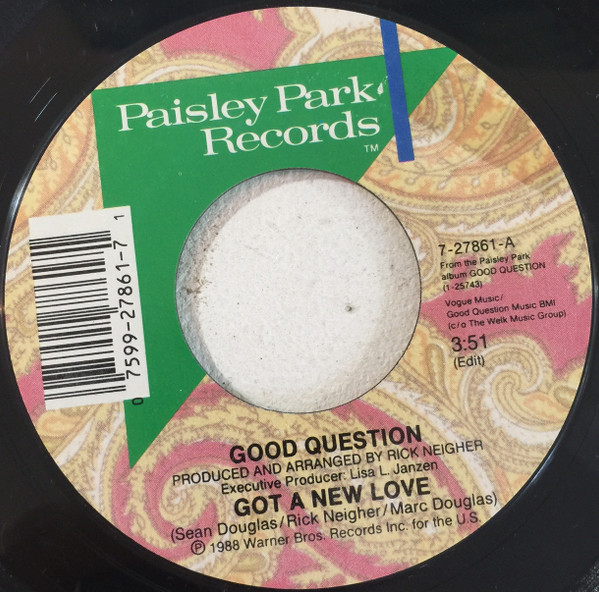 Paisley Park
Records
TM
0 7599-27861-7 1
7-27861-A
From the Paisley Park
album GOOD QUESTION
(1-25743)
Vogue Music/
Good Question Music BMI
(c/o The Welk Music Group)
3:51
(Edit)
GOOD QUESTION
PRODUCED AND ARRANGED BY RICK NEIGHER
Executive Producer: Lisa L. Janzen
GOT A NEW LOVE
(Sean Douglas/Rick Neigher/Marc Douglas)
℗ 1988 Warner Bros. Records Inc. for the U.S.